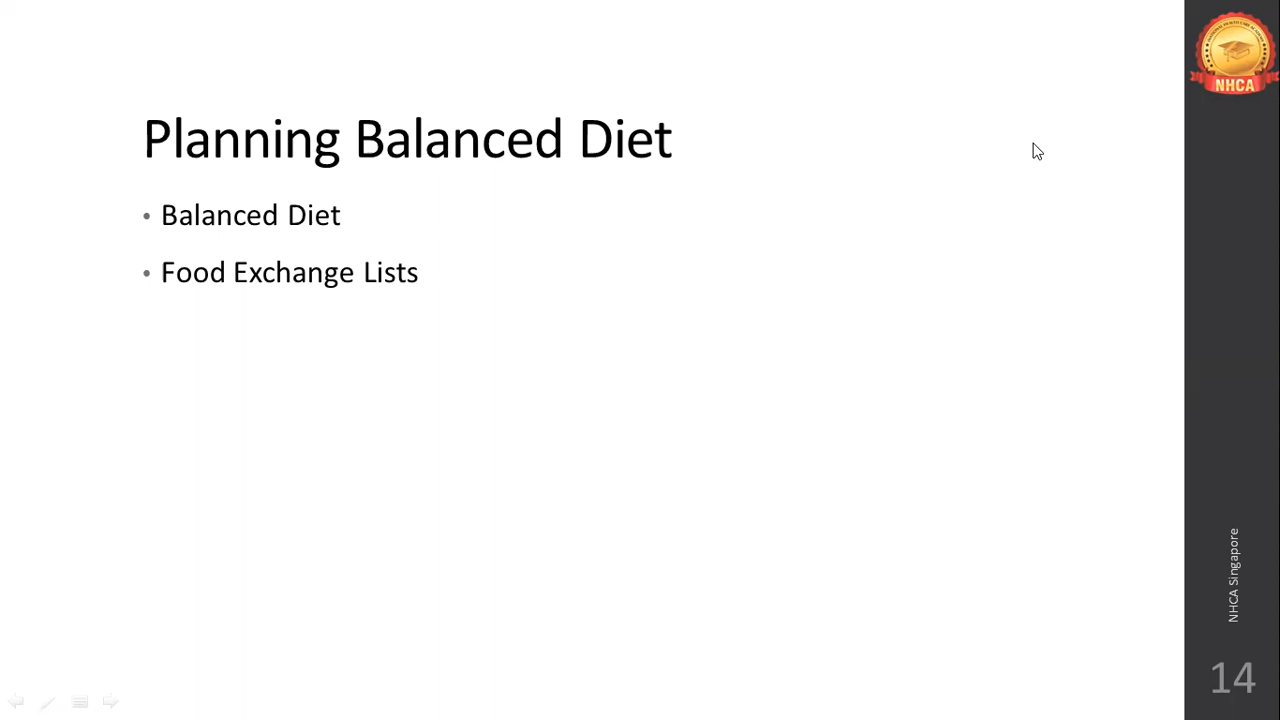 Planning Balanced Diet
• Balanced Diet
• Food Exchange Lists
NHCA
NHCA Singapore
14